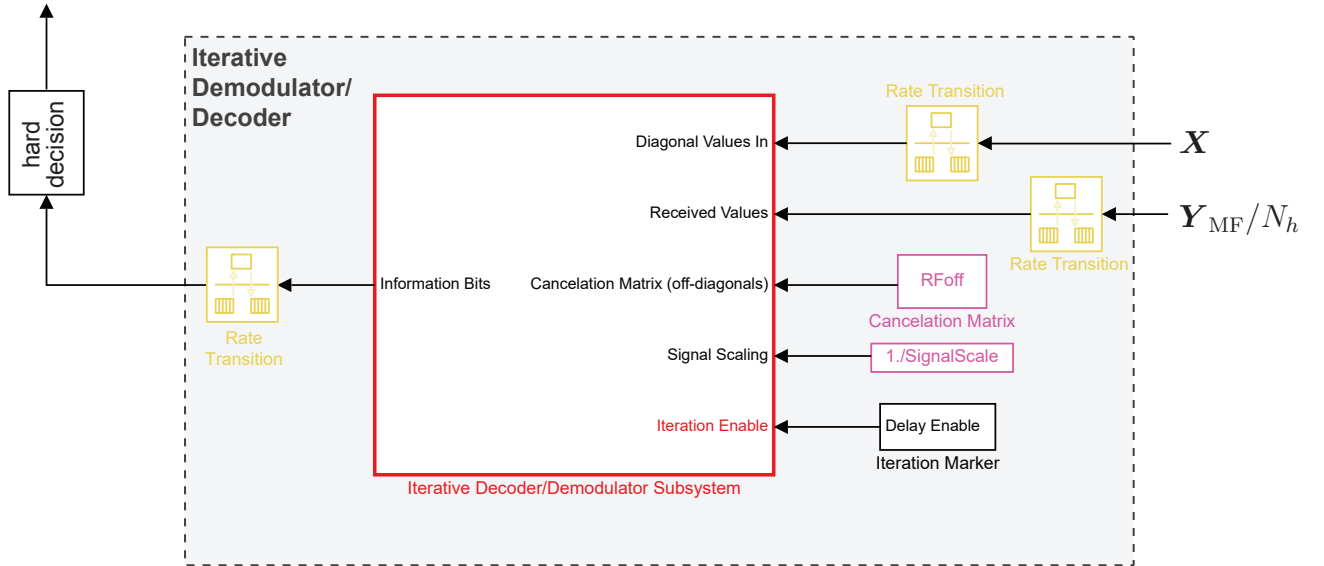 Iterative
Demodulator/
Decoder
hard
decision
Rate Transition
Diagonal Values In
X
Received Values
Y MF/N_h
Rate Transition
Information Bits
Cancelation Matrix (off-diagonals)
RFoff
Cancelation Matrix
Rate
Transition
Signal Scaling
1./SignalScale
Iteration Enable
Delay Enable
Iteration Marker
Iterative Decoder/Demodulator Subsystem